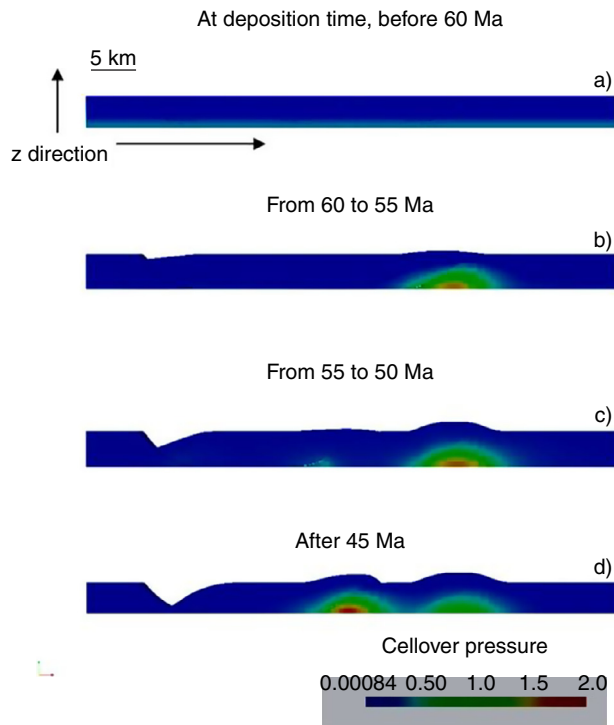 At deposition time, before 60 Ma
5 km
a)
z direction
From 60 to 55 Ma
b)
From 55 to 50 Ma
c)
After 45 Ma
d)
Cellover pressure
0.00084 0.50 1.0 1.5 2.0